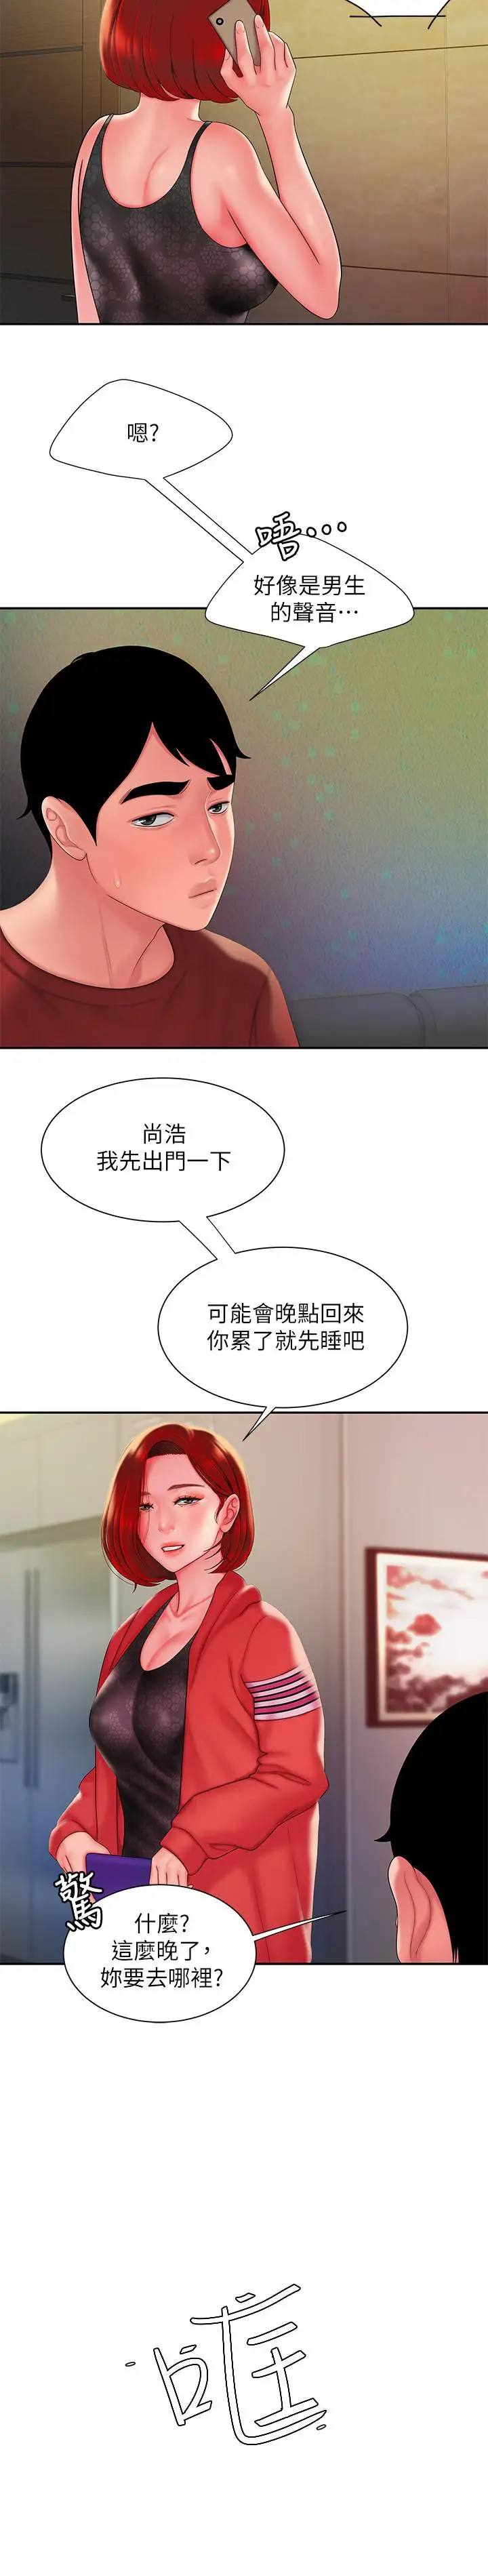 嗯?
唔…
好像是男生
的聲音…
尚浩
我先出門一下
可能會晚點回來
你累了就先睡吧
驚
什麼?
這麼晚了,
妳要去哪裡?
哐